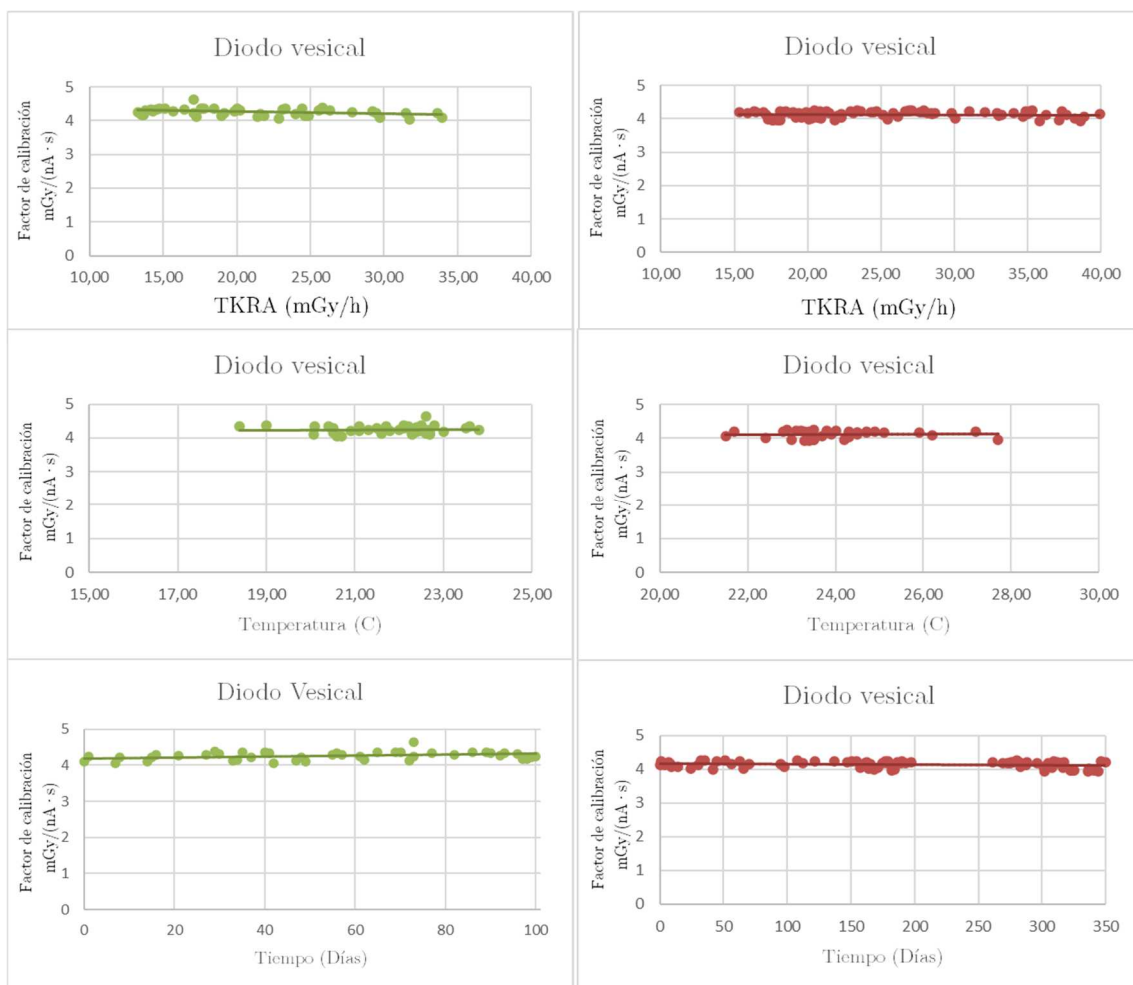 Diodo vesical
Factor de calibración
mGy/(nA · s)
5
4
3
2
1
0
10,00 15,00 20,00 25,00 30,00 35,00 40,00
TKRA (mGy/h)
Diodo vesical
Factor de calibración
mGy/(nA · s)
5
4
3
2
1
0
10,00 15,00 20,00 25,00 30,00 35,00 40,00
TKRA (mGy/h)
Diodo vesical
Factor de calibración
mGy/(nA · s)
5
4
3
2
1
0
15,00 17,00 19,00 21,00 23,00 25,00
Temperatura (C)
Diodo vesical
Factor de calibración
mGy/(nA · s)
5
4
3
2
1
0
20,00 22,00 24,00 26,00 28,00 30,00
Temperatura (C)
Diodo Vesical
Factor de calibración
mGy/(nA · s)
5
4
3
2
1
0
0 20 40 60 80 100
Tiempo (Días)
Diodo vesical
Factor de calibración
mGy/(nA · s)
5
4
3
2
1
0
0 50 100 150 200 250 300 350
Tiempo (Días)